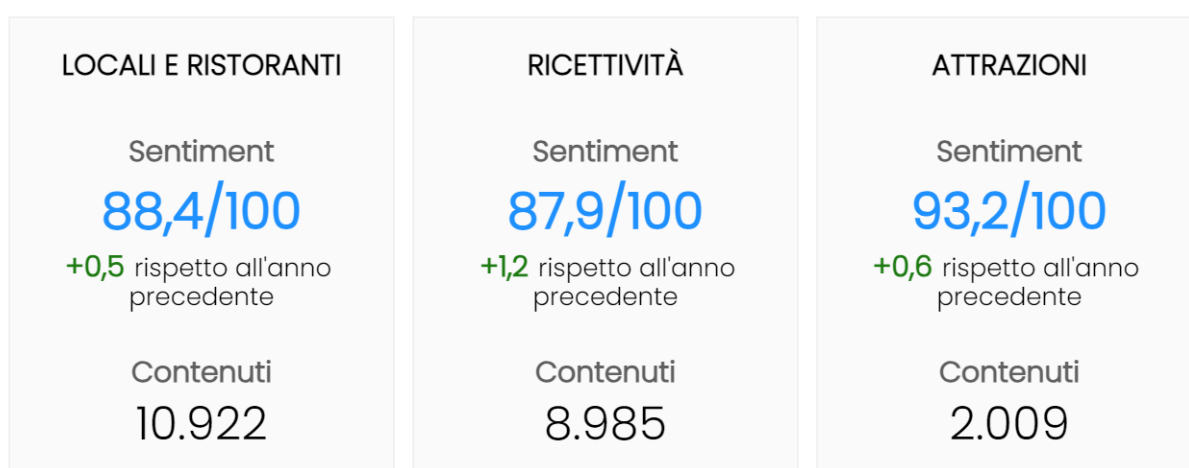 LOCALI E RISTORANTI
Sentiment
88,4/100
+0,5 rispetto all'anno
precedente
Contenuti
10.922
RICETTIVITÀ
Sentiment
87,9/100
+1,2 rispetto all'anno
precedente
Contenuti
8.985
ATTRAZIONI
Sentiment
93,2/100
+0,6 rispetto all'anno
precedente
Contenuti
2.009